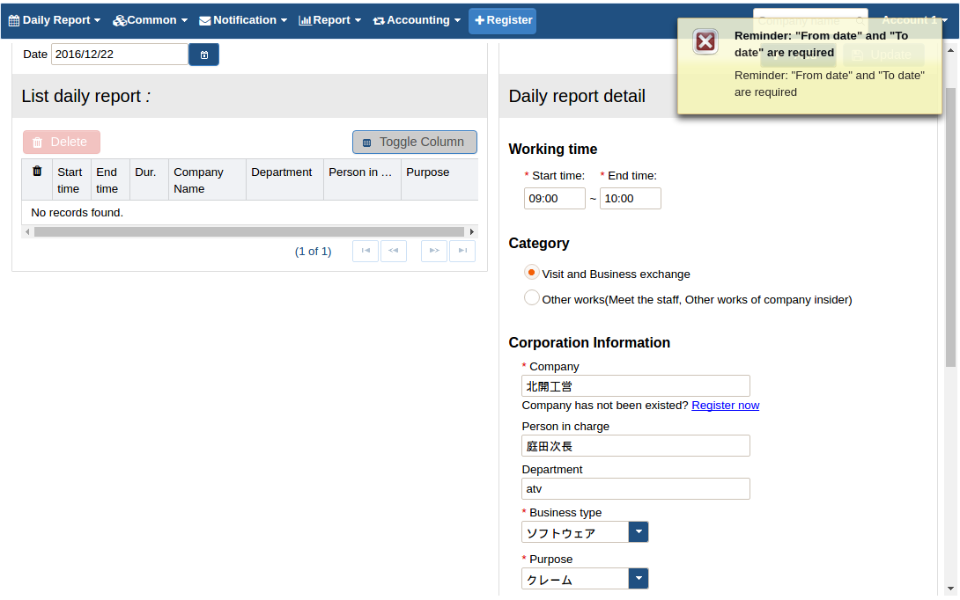 Daily Report Common Notification Report Accounting Register Account 1
Company name
Reminder: "From date" and "To
date" are required
Reminder: "From date" and "To date"
are required
Update
Date 2016/12/22
List daily report :
Delete
Toggle Column
Start time
End time
Dur.
Company Name
Department
Person in ...
Purpose
No records found.
(1 of 1)
Daily report detail
Working time
* Start time: * End time:
09:00 ~ 10:00
Category
Visit and Business exchange
Other works(Meet the staff, Other works of company insider)
Corporation Information
* Company
北開工営
Company has not been existed? Register now
Person in charge
庭田次長
Department
atv
* Business type
ソフトウェア
* Purpose
クレーム